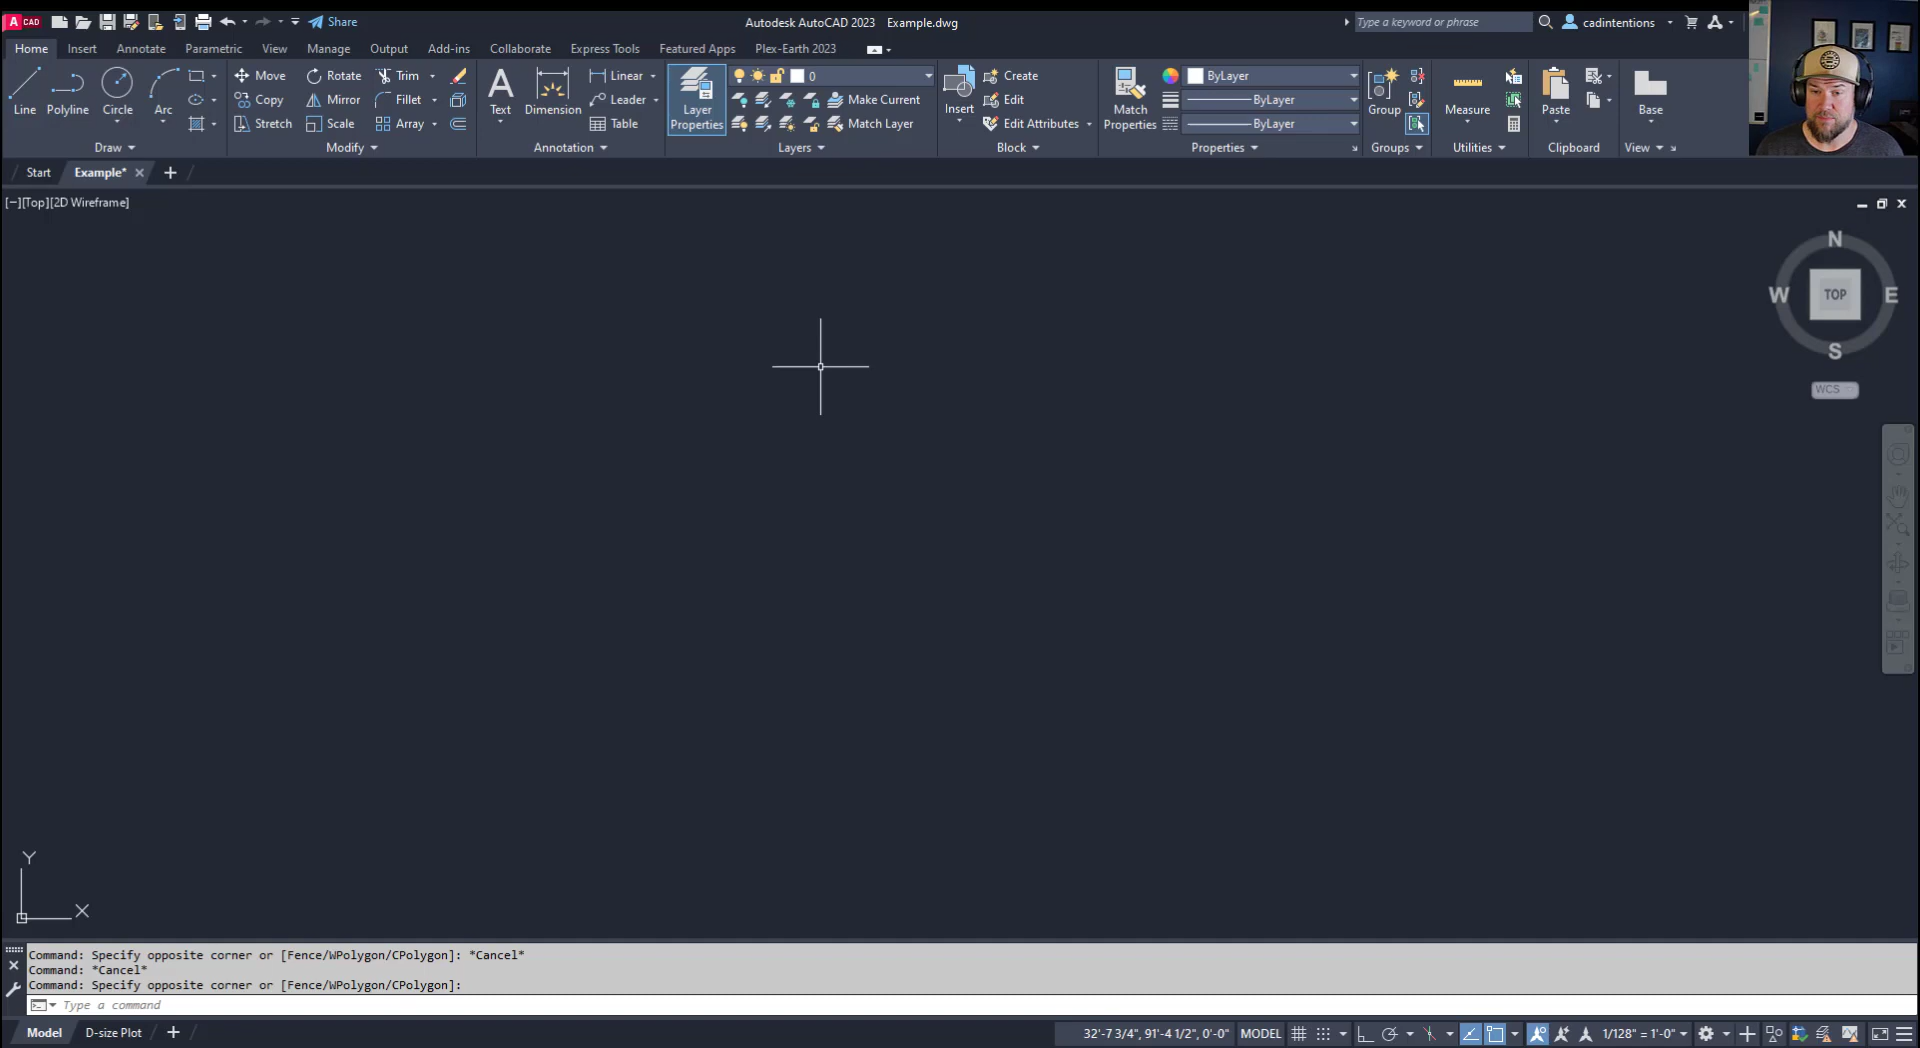 A CAD Share Autodesk AutoCAD 2023 Example.dwg Type a keyword or phrase cadintentions
Home Insert Annotate Parametric View Manage Output Add-ins Collaborate Express Tools Featured Apps Plex-Earth 2023
Line Polyline Circle Arc
Move Rotate Trim
Copy Mirror Fillet
Stretch Scale Array
Text Dimension Linear
Leader
Table
Layer Properties
0
Make Current
Match Layer
Insert Create
Edit
Edit Attributes
Match Properties ByLayer
ByLayer
ByLayer
Group Measure Paste Base
Draw Modify Annotation Layers Block Properties Groups Utilities Clipboard View
Start Example*
[−][Top][2D Wireframe]
N
W TOP E
S
WCS
Y
X
Command: Specify opposite corner or [Fence/WPolygon/CPolygon]: *Cancel*
Command: *Cancel*
Command: Specify opposite corner or [Fence/WPolygon/CPolygon]:
Type a command
Model D-size Plot 32'-7 3/4", 91'-4 1/2", 0'-0" MODEL 1/128" = 1'-0"